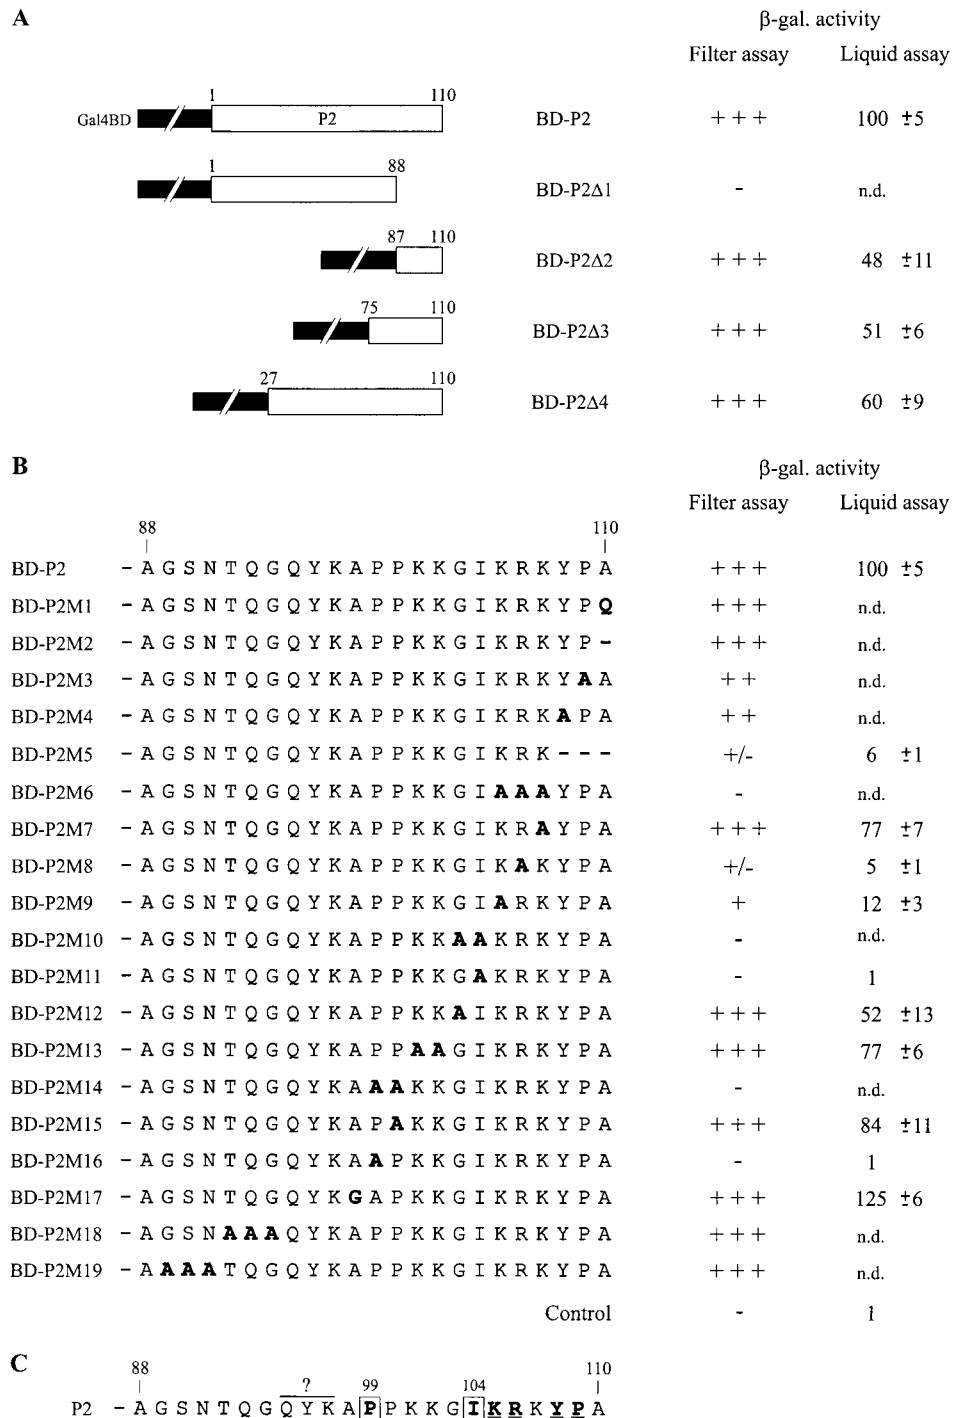 A
β-gal. activity
Filter assay Liquid assay
1 110
Gal4BD P2 BD-P2 +++ 100 ±5
1 88
BD-P2Δ1 - n.d.
87 110
BD-P2Δ2 +++ 48 ±11
75 110
BD-P2Δ3 +++ 51 ±6
27 110
BD-P2Δ4 +++ 60 ±9
B
β-gal. activity
Filter assay Liquid assay
88 110
BD-P2 - A G S N T Q G Q Y K A P P K K G I K R K Y P A +++ 100 ±5
BD-P2M1 - A G S N T Q G Q Y K A P P K K G I K R K Y P Q +++ n.d.
BD-P2M2 - A G S N T Q G Q Y K A P P K K G I K R K Y P - +++ n.d.
BD-P2M3 - A G S N T Q G Q Y K A P P K K G I K R K Y A A ++ n.d.
BD-P2M4 - A G S N T Q G Q Y K A P P K K G I K R K A P A ++ n.d.
BD-P2M5 - A G S N T Q G Q Y K A P P K K G I K R K - - - +/- 6 ±1
BD-P2M6 - A G S N T Q G Q Y K A P P K K G I A A A Y P A - n.d.
BD-P2M7 - A G S N T Q G Q Y K A P P K K G I K R A Y P A +++ 77 ±7
BD-P2M8 - A G S N T Q G Q Y K A P P K K G I K A K Y P A +/- 5 ±1
BD-P2M9 - A G S N T Q G Q Y K A P P K K G I A R K Y P A + 12 ±3
BD-P2M10 - A G S N T Q G Q Y K A P P K K A A K R K Y P A - n.d.
BD-P2M11 - A G S N T Q G Q Y K A P P K K G A K R K Y P A - 1
BD-P2M12 - A G S N T Q G Q Y K A P P K K A I K R K Y P A +++ 52 ±13
BD-P2M13 - A G S N T Q G Q Y K A P P A A G I K R K Y P A +++ 77 ±6
BD-P2M14 - A G S N T Q G Q Y K A A A K K G I K R K Y P A - n.d.
BD-P2M15 - A G S N T Q G Q Y K A P A K K G I K R K Y P A +++ 84 ±11
BD-P2M16 - A G S N T Q G Q Y K A A P K K G I K R K Y P A - 1
BD-P2M17 - A G S N T Q G Q Y K G A P K K G I K R K Y P A +++ 125 ±6
BD-P2M18 - A G S N A A A Q Y K A P P K K G I K R K Y P A +++ n.d.
BD-P2M19 - A A A A T Q G Q Y K A P P K K G I K R K Y P A +++ n.d.
Control - 1
C
88 ? 99 104 110
P2 - A G S N T Q G Q Y K A P P K K G I K R K Y P A